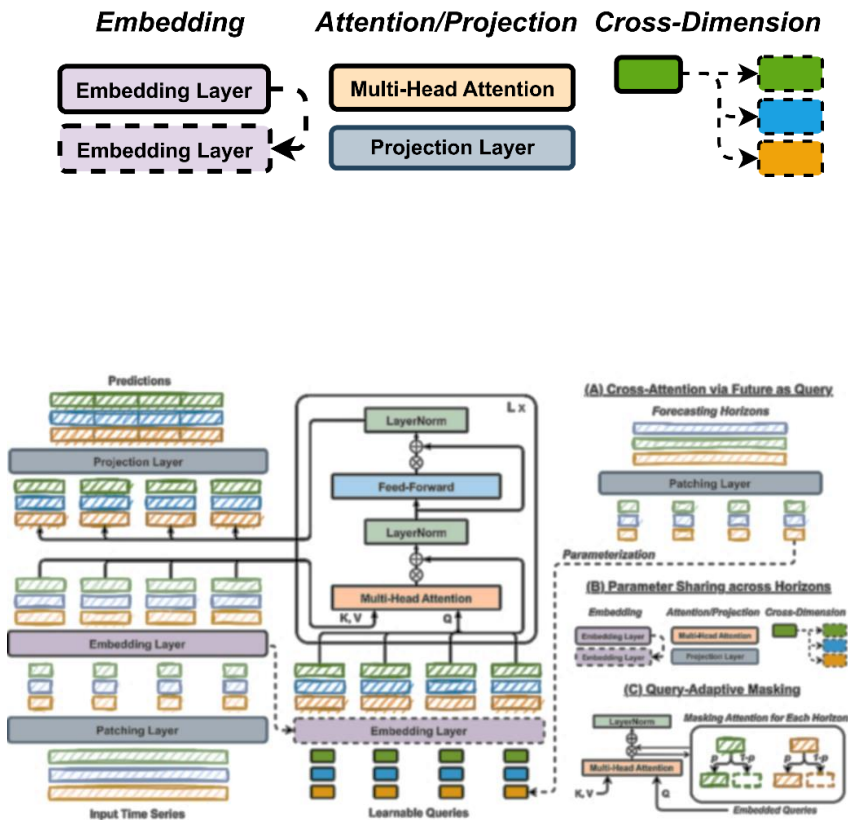 Embedding Attention/Projection Cross-Dimension
Embedding Layer Multi-Head Attention
Embedding Layer Projection Layer
Predictions
Projection Layer
L x
LayerNorm
Feed-Forward
LayerNorm
Multi-Head Attention
K, V Q
Embedding Layer
Patching Layer
Input Time Series
Embedding Layer
Learnable Queries
(A) Cross-Attention via Future as Query
Forecasting Horizons
Patching Layer
Parameterization
(B) Parameter Sharing across Horizons
Embedding Attention/Projection Cross-Dimension
Embedding Layer Multi-Head Attention
Embedding Layer Projection Layer
(C) Query-Adaptive Masking
LayerNorm Masking Attention for Each Horizon
P 1-P P 1-P
Multi-Head Attention
K, V Q
Embedded Queries